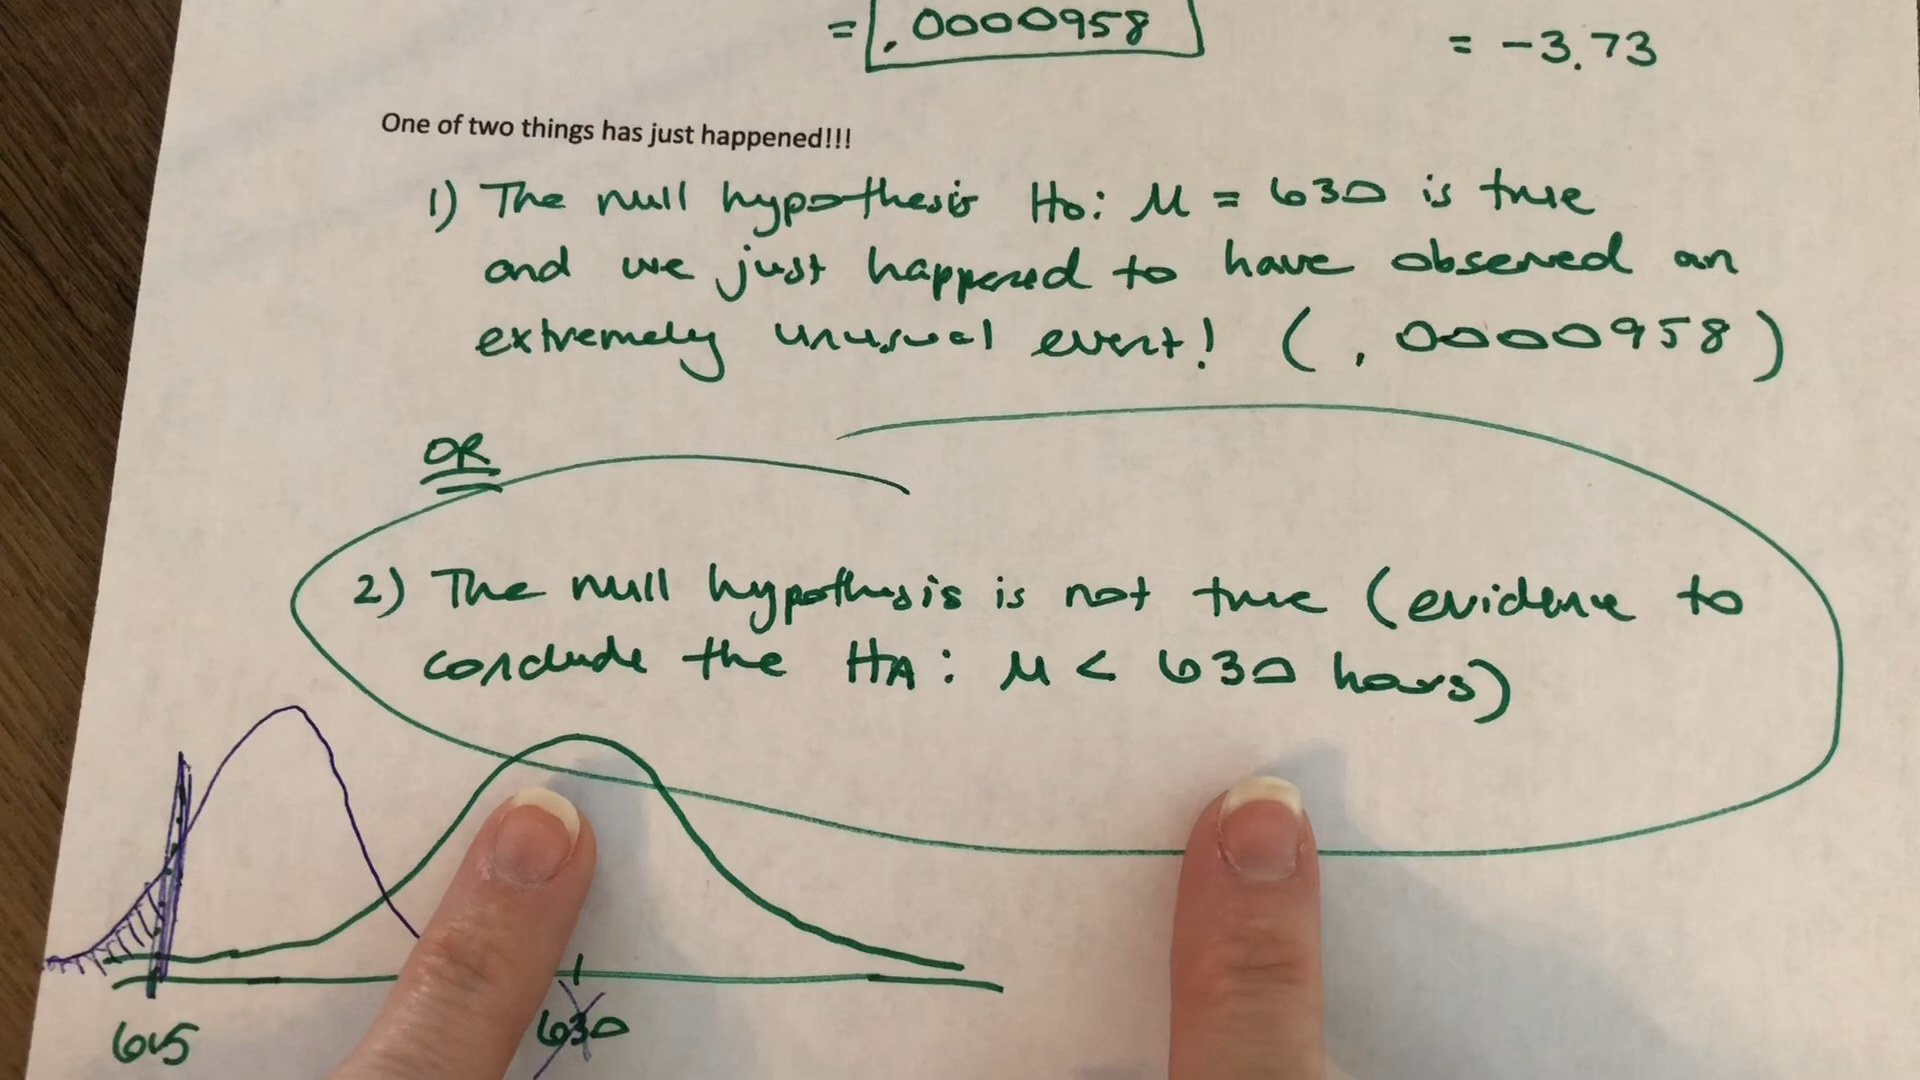 = .0000958
= -3.73
One of two things has just happened!!!
1) The null hypothesis Ho: μ = 630 is true
and we just happened to have observed an
extremely unusual event! (.0000958)
OR
2) The null hypothesis is not true (evidence to
conclude the HA: μ < 630 hours)
615
630